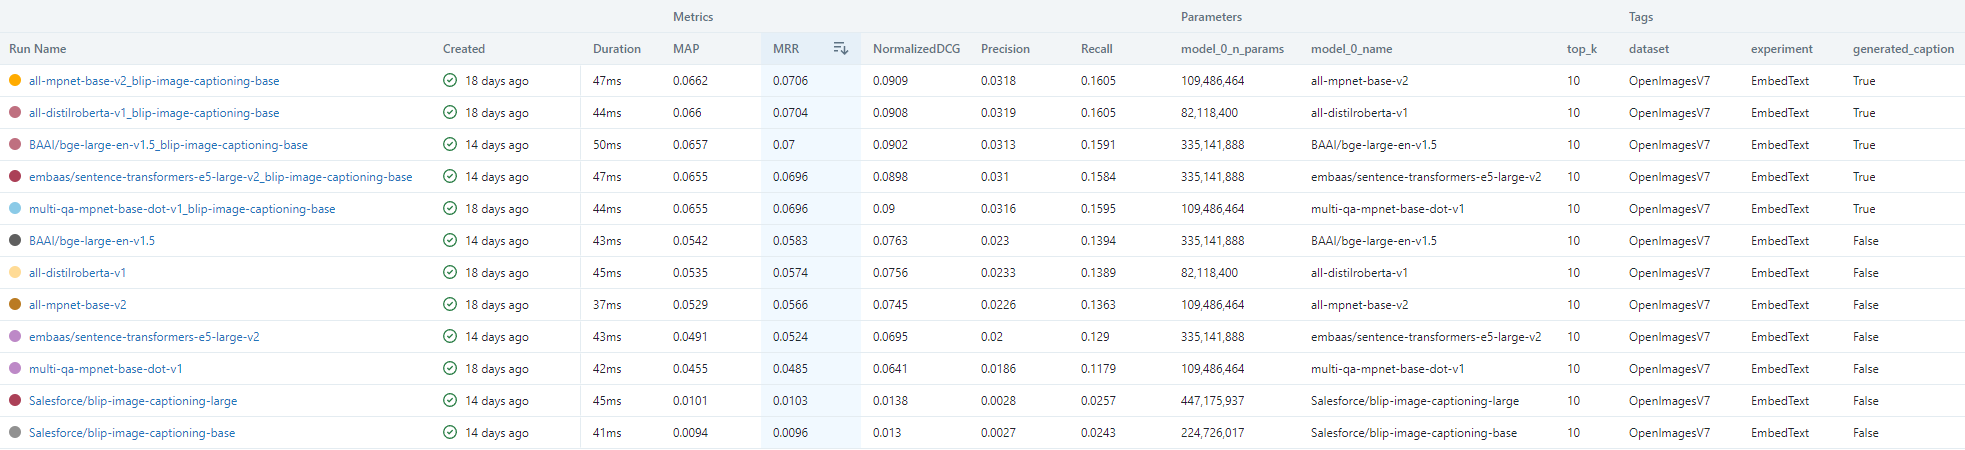 Metrics Parameters Tags
Run Name Created Duration MAP MRR NormalizedDCG Precision Recall model_0_n_params model_0_name top_k dataset experiment generated_caption
all-mpnet-base-v2_blip-image-captioning-base 18 days ago 47ms 0.0662 0.0706 0.0909 0.0318 0.1605 109,486,464 all-mpnet-base-v2 10 OpenImagesV7 EmbedText True
all-distilroberta-v1_blip-image-captioning-base 18 days ago 44ms 0.066 0.0704 0.0908 0.0319 0.1605 82,118,400 all-distilroberta-v1 10 OpenImagesV7 EmbedText True
BAAI/bge-large-en-v1.5_blip-image-captioning-base 14 days ago 50ms 0.0657 0.07 0.0902 0.0313 0.1591 335,141,888 BAAI/bge-large-en-v1.5 10 OpenImagesV7 EmbedText True
embaas/sentence-transformers-e5-large-v2_blip-image-captioning-base 14 days ago 47ms 0.0655 0.0696 0.0898 0.031 0.1584 335,141,888 embaas/sentence-transformers-e5-large-v2 10 OpenImagesV7 EmbedText True
multi-qa-mpnet-base-dot-v1_blip-image-captioning-base 18 days ago 44ms 0.0655 0.0696 0.09 0.0316 0.1595 109,486,464 multi-qa-mpnet-base-dot-v1 10 OpenImagesV7 EmbedText True
BAAI/bge-large-en-v1.5 14 days ago 43ms 0.0542 0.0583 0.0763 0.023 0.1394 335,141,888 BAAI/bge-large-en-v1.5 10 OpenImagesV7 EmbedText False
all-distilroberta-v1 18 days ago 45ms 0.0535 0.0574 0.0756 0.0233 0.1389 82,118,400 all-distilroberta-v1 10 OpenImagesV7 EmbedText False
all-mpnet-base-v2 18 days ago 37ms 0.0529 0.0566 0.0745 0.0226 0.1363 109,486,464 all-mpnet-base-v2 10 OpenImagesV7 EmbedText False
embaas/sentence-transformers-e5-large-v2 14 days ago 43ms 0.0491 0.0524 0.0695 0.02 0.129 335,141,888 embaas/sentence-transformers-e5-large-v2 10 OpenImagesV7 EmbedText False
multi-qa-mpnet-base-dot-v1 18 days ago 42ms 0.0455 0.0485 0.0641 0.0186 0.1179 109,486,464 multi-qa-mpnet-base-dot-v1 10 OpenImagesV7 EmbedText False
Salesforce/blip-image-captioning-large 14 days ago 45ms 0.0101 0.0103 0.0138 0.0028 0.0257 447,175,937 Salesforce/blip-image-captioning-large 10 OpenImagesV7 EmbedText False
Salesforce/blip-image-captioning-base 14 days ago 41ms 0.0094 0.0096 0.013 0.0027 0.0243 224,726,017 Salesforce/blip-image-captioning-base 10 OpenImagesV7 EmbedText False